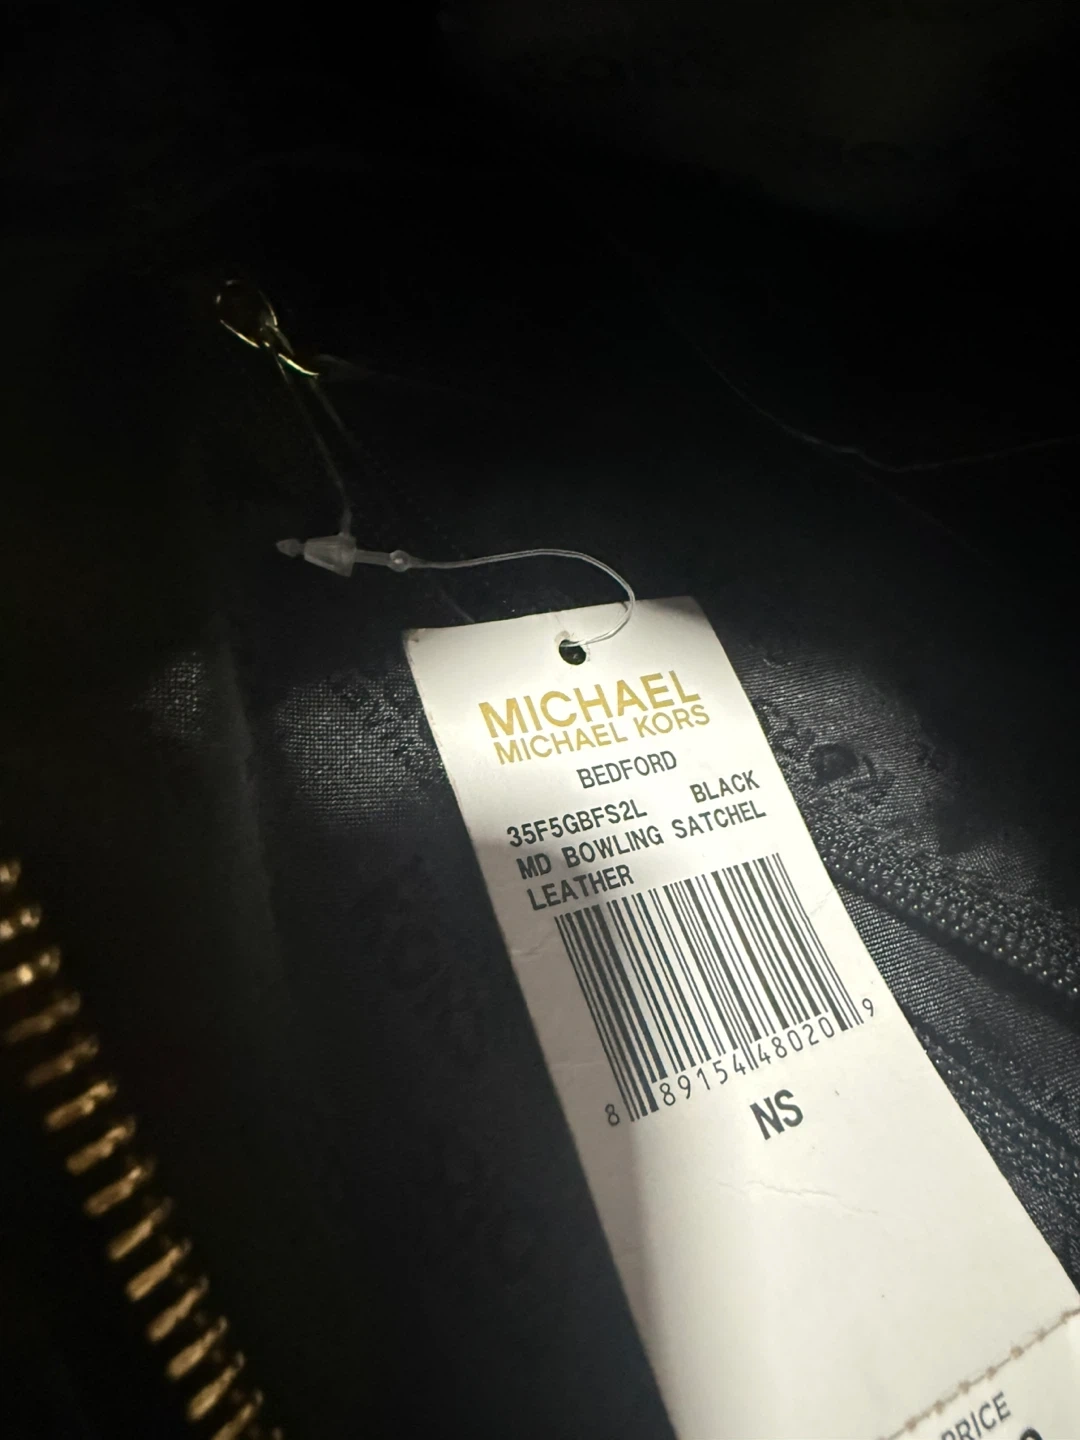 MICHAEL
MICHAEL KORS
BEDFORD
35F5GBFS2L BLACK
MD BOWLING SATCHEL
LEATHER
8 89154 48020 9
NS
PRICE